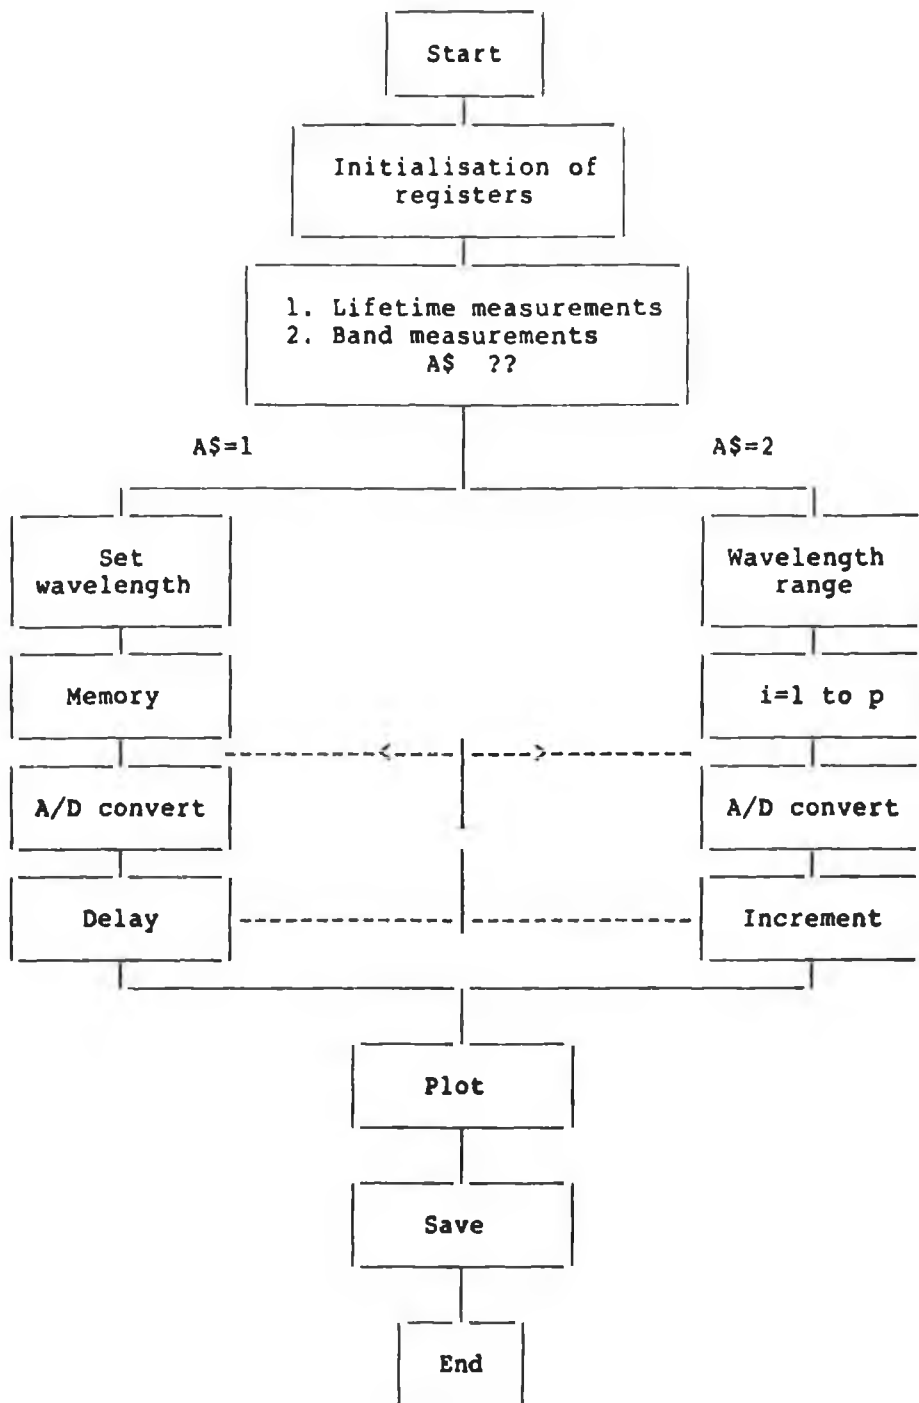 Start
Initialisation of
registers
1. Lifetime measurements
2. Band measurements
A$ ??
A$=1
A$=2
Set
wavelength
Wavelength
range
Memory
i=1 to p
A/D convert
A/D convert
Delay
Increment
Plot
Save
End